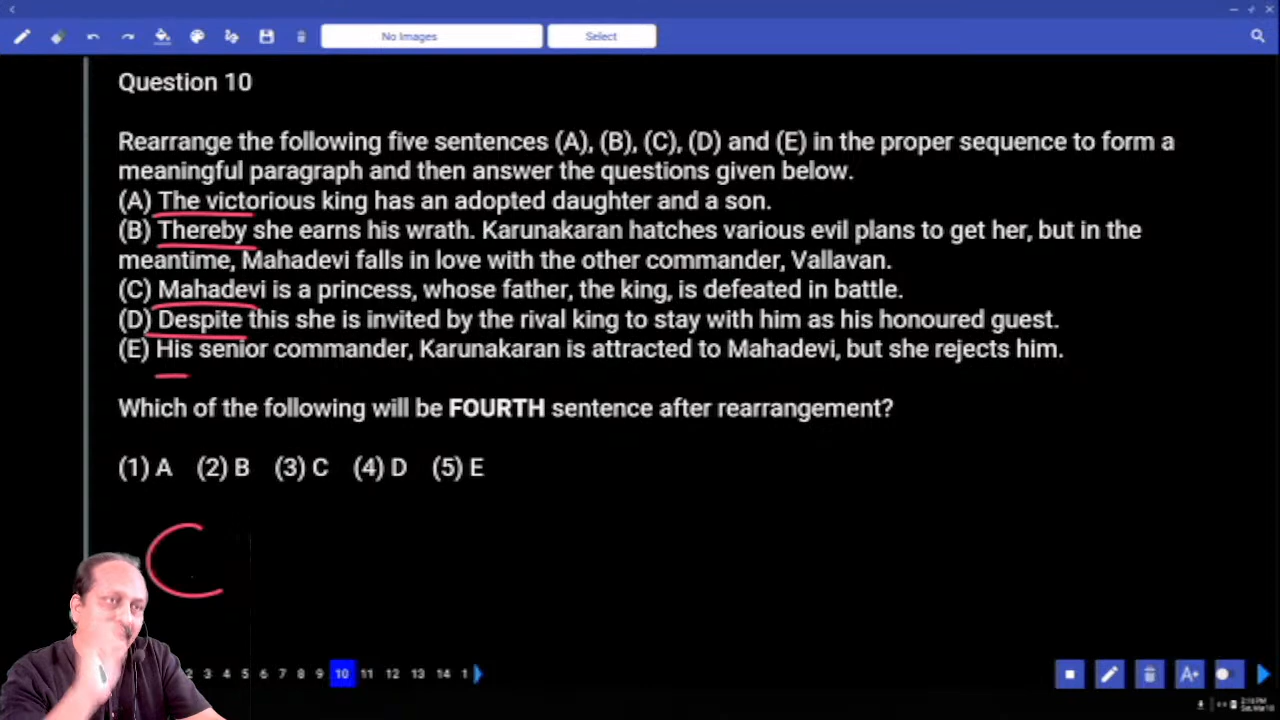 No Images
Select
Question 10
Rearrange the following five sentences (A), (B), (C), (D) and (E) in the proper sequence to form a
meaningful paragraph and then answer the questions given below.
(A) The victorious king has an adopted daughter and a son.
(B) Thereby she earns his wrath. Karunakaran hatches various evil plans to get her, but in the
meantime, Mahadevi falls in love with the other commander, Vallavan.
(C) Mahadevi is a princess, whose father, the king, is defeated in battle.
(D) Despite this she is invited by the rival king to stay with him as his honoured guest.
(E) His senior commander, Karunakaran is attracted to Mahadevi, but she rejects him.
Which of the following will be FOURTH sentence after rearrangement?
(1) A (2) B (3) C (4) D (5) E
C
2 3 4 5 6 7 8 9 10 11 12 13 14 1
A+